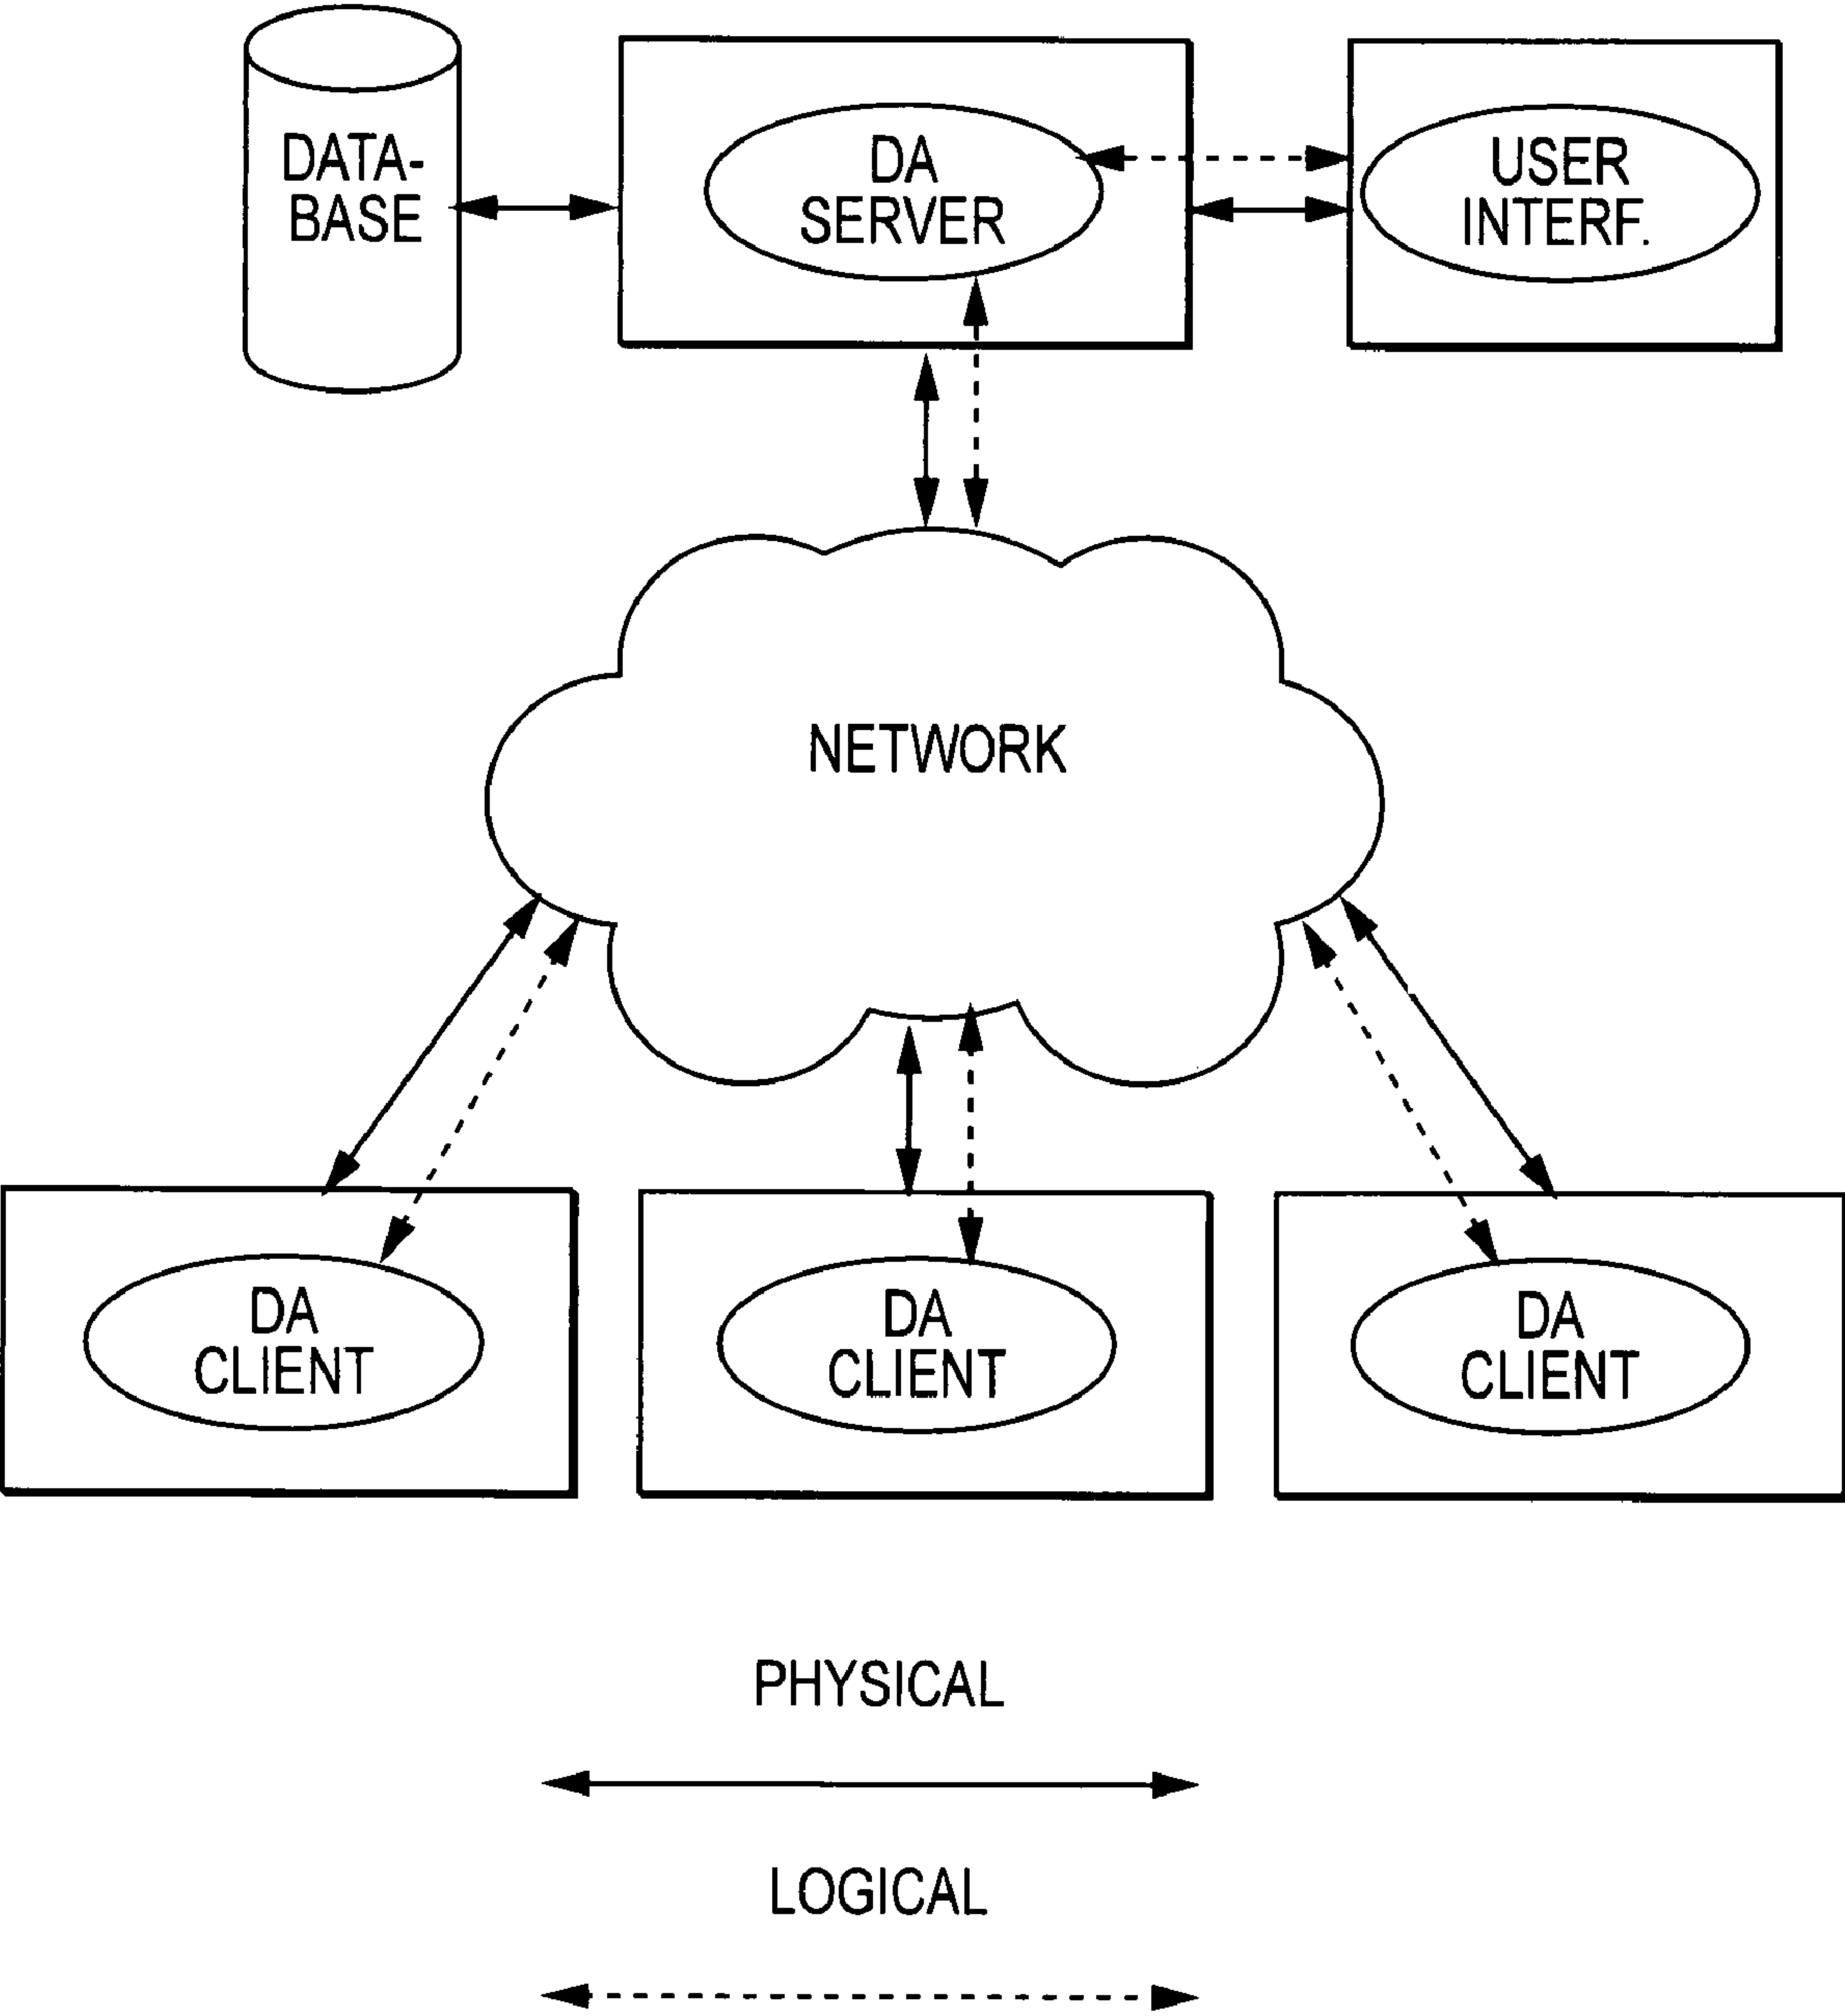 DATA-
BASE
DA
SERVER
USER
INTERF.
NETWORK
DA
CLIENT
DA
CLIENT
DA
CLIENT
PHYSICAL
LOGICAL